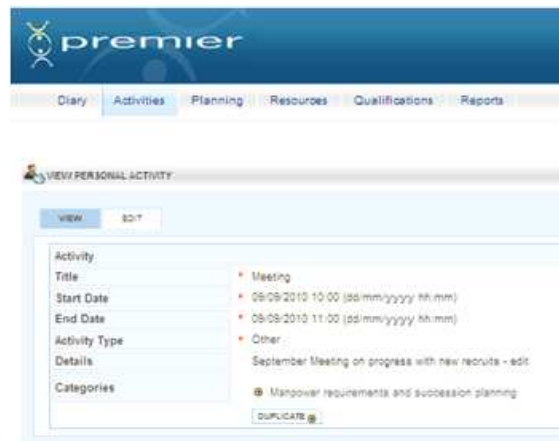 premier
Diary Activities Planning Resources Qualifications Reports
VIEW PERSONAL ACTIVITY
VIEW EDIT
Activity
Title * Meeting
Start Date * 09/09/2010 10:00 (dd/mm/yyyy hh:mm)
End Date * 09/09/2010 11:00 (dd/mm/yyyy hh:mm)
Activity Type * Other
Details September Meeting on progress with new recruits - edit
Categories Manpower requirements and succession planning
DUPLICATE